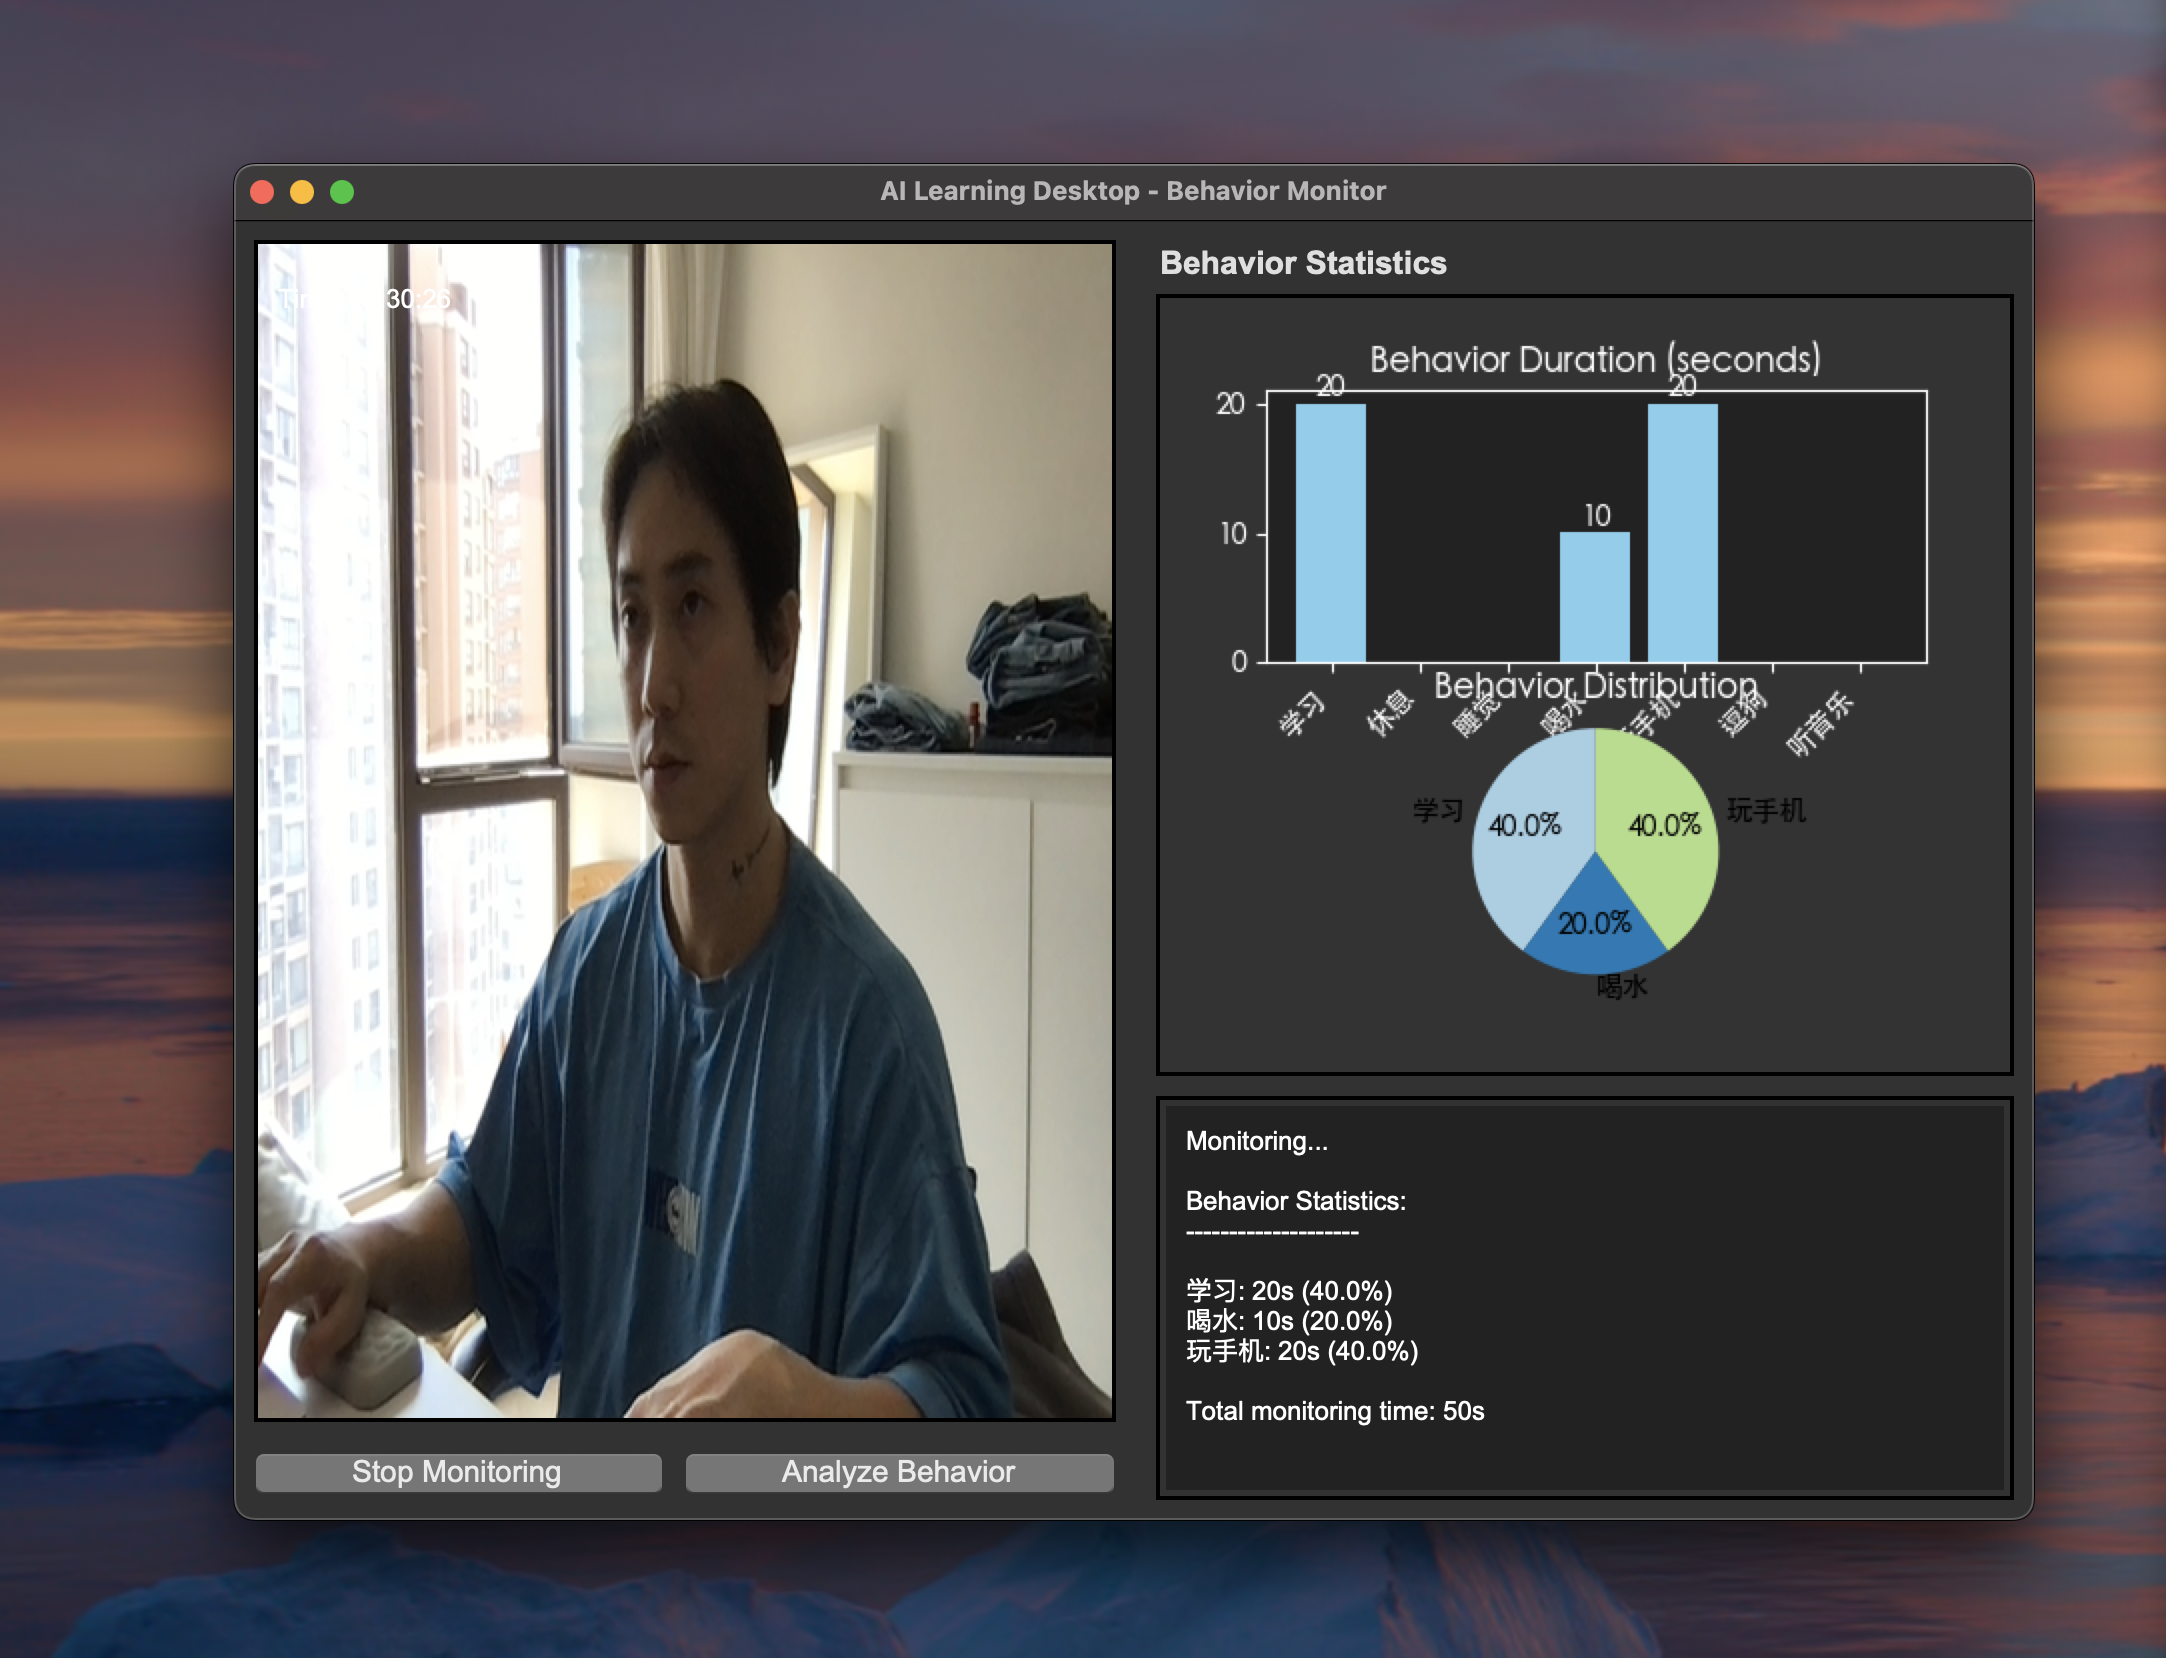 AI Learning Desktop - Behavior Monitor
30:26
Behavior Statistics
Behavior Duration (seconds)
20
20
20
10
10
0
学习
休息
睡觉
喝水
手机
逗狗
听音乐
Behavior Distribution
学习
40.0%
40.0%
玩手机
20.0%
喝水
Monitoring...
Behavior Statistics:
--------------------
学习: 20s (40.0%)
喝水: 10s (20.0%)
玩手机: 20s (40.0%)
Total monitoring time: 50s
Stop Monitoring
Analyze Behavior